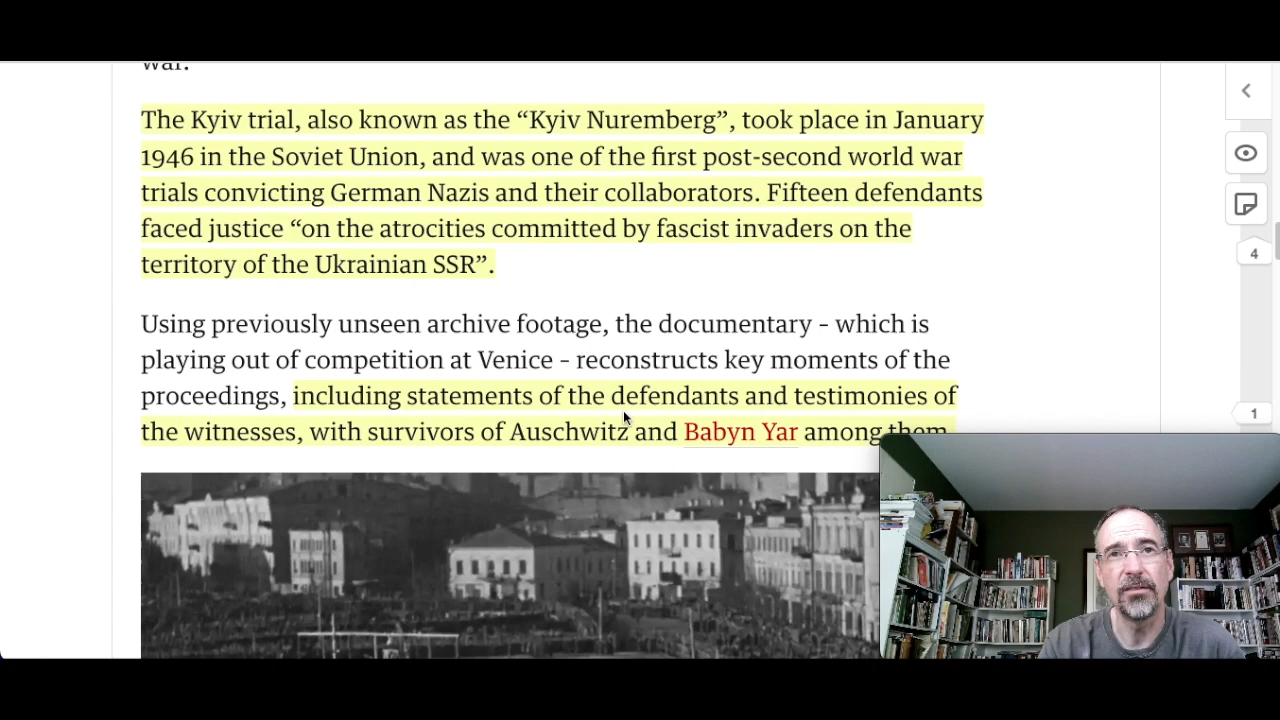 war.
The Kyiv trial, also known as the “Kyiv Nuremberg”, took place in January
1946 in the Soviet Union, and was one of the first post-second world war
trials convicting German Nazis and their collaborators. Fifteen defendants
faced justice “on the atrocities committed by fascist invaders on the
territory of the Ukrainian SSR”.
Using previously unseen archive footage, the documentary – which is
playing out of competition at Venice – reconstructs key moments of the
proceedings, including statements of the defendants and testimonies of
the witnesses, with survivors of Auschwitz and Babyn Yar among them.
4
1